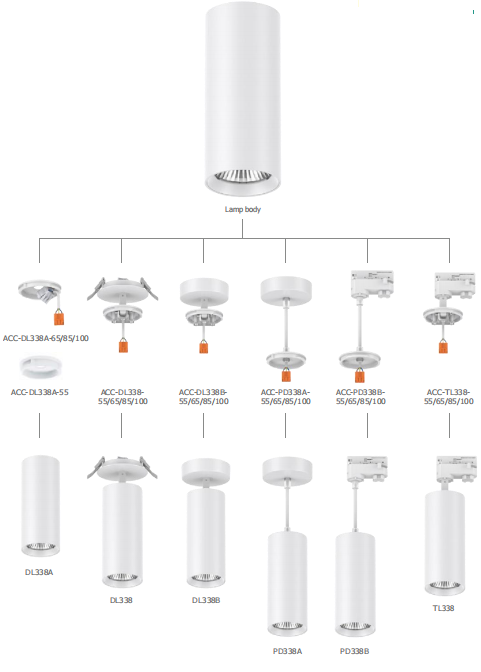 Lamp body
ACC-DL338A-65/85/100
ACC-DL338A-55
ACC-DL338-
55/65/85/100
ACC-DL338B-
55/65/85/100
ACC-PD338A-
55/65/85/100
ACC-PD338B-
55/65/85/100
ACC-TL338-
55/65/85/100
DL338A
DL338
DL338B
PD338A
PD338B
TL338